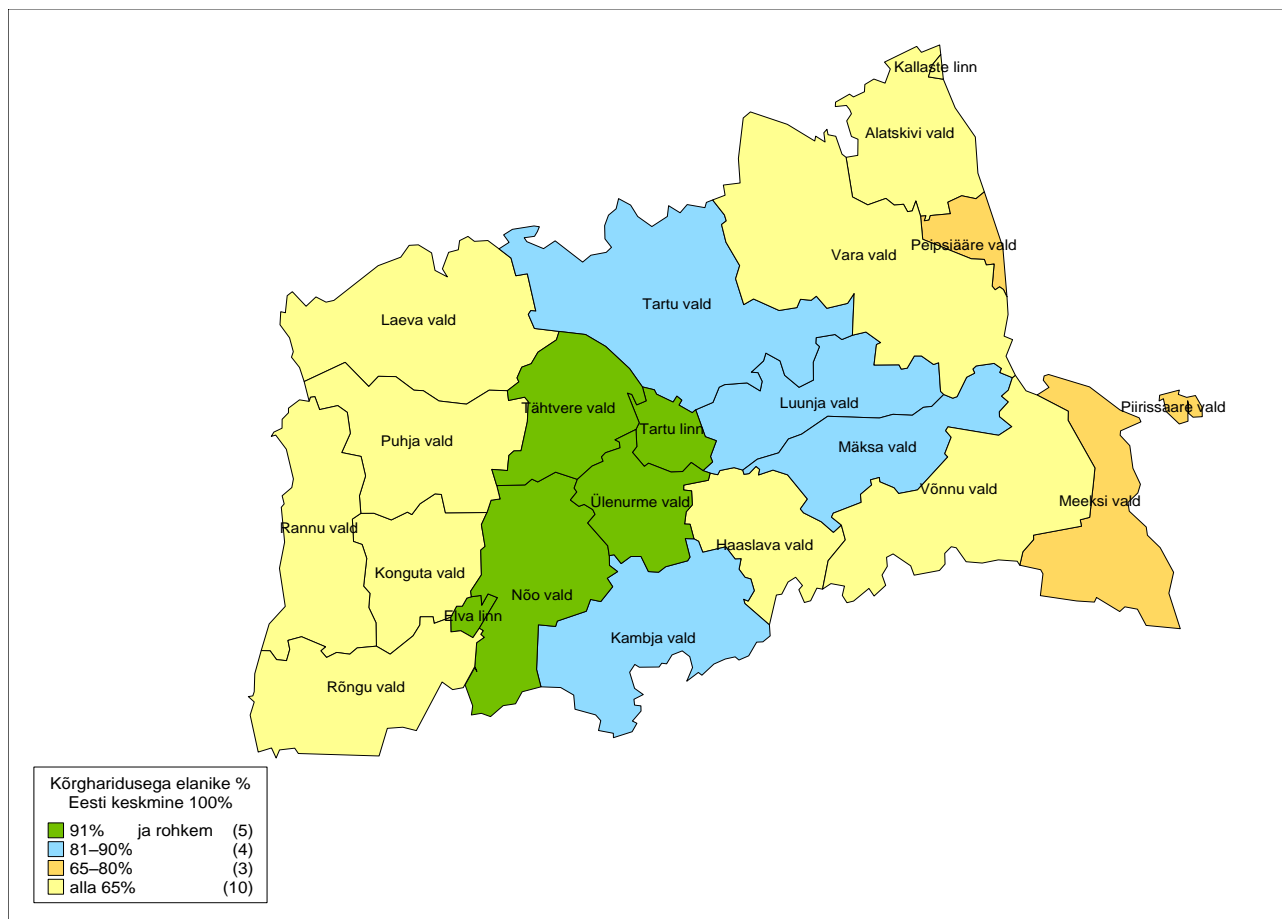 Kallaste linn
Alatskivi vald
Peipsiääre vald
Vara vald
Tartu vald
Laeva vald
Piirissaare vald
Luunja vald
Tähtvere vald
Tartu linn
Puhja vald
Mäksa vald
Võnnu vald
Meeksi vald
Ülenurme vald
Rannu vald
Haaslava vald
Konguta vald
Nõo vald
Elva linn
Kambja vald
Rõngu vald
Kõrgharidusega elanike %
Eesti keskmine 100%
91% ja rohkem (5)
81–90% (4)
65–80% (3)
alla 65% (10)